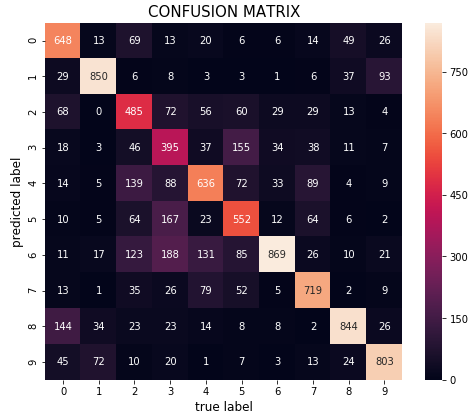 CONFUSION MATRIX
0 648 13 69 13 20 6 6 14 49 26
1 29 850 6 8 3 3 1 6 37 93
2 68 0 485 72 56 60 29 29 13 4
3 18 3 46 395 37 155 34 38 11 7
4 14 5 139 88 636 72 33 89 4 9
5 10 5 64 167 23 552 12 64 6 2
6 11 17 123 188 131 85 869 26 10 21
7 13 1 35 26 79 52 5 719 2 9
8 144 34 23 23 14 8 8 2 844 26
9 45 72 10 20 1 7 3 13 24 803
0 1 2 3 4 5 6 7 8 9
true label
predicted label
750
600
450
300
150
0